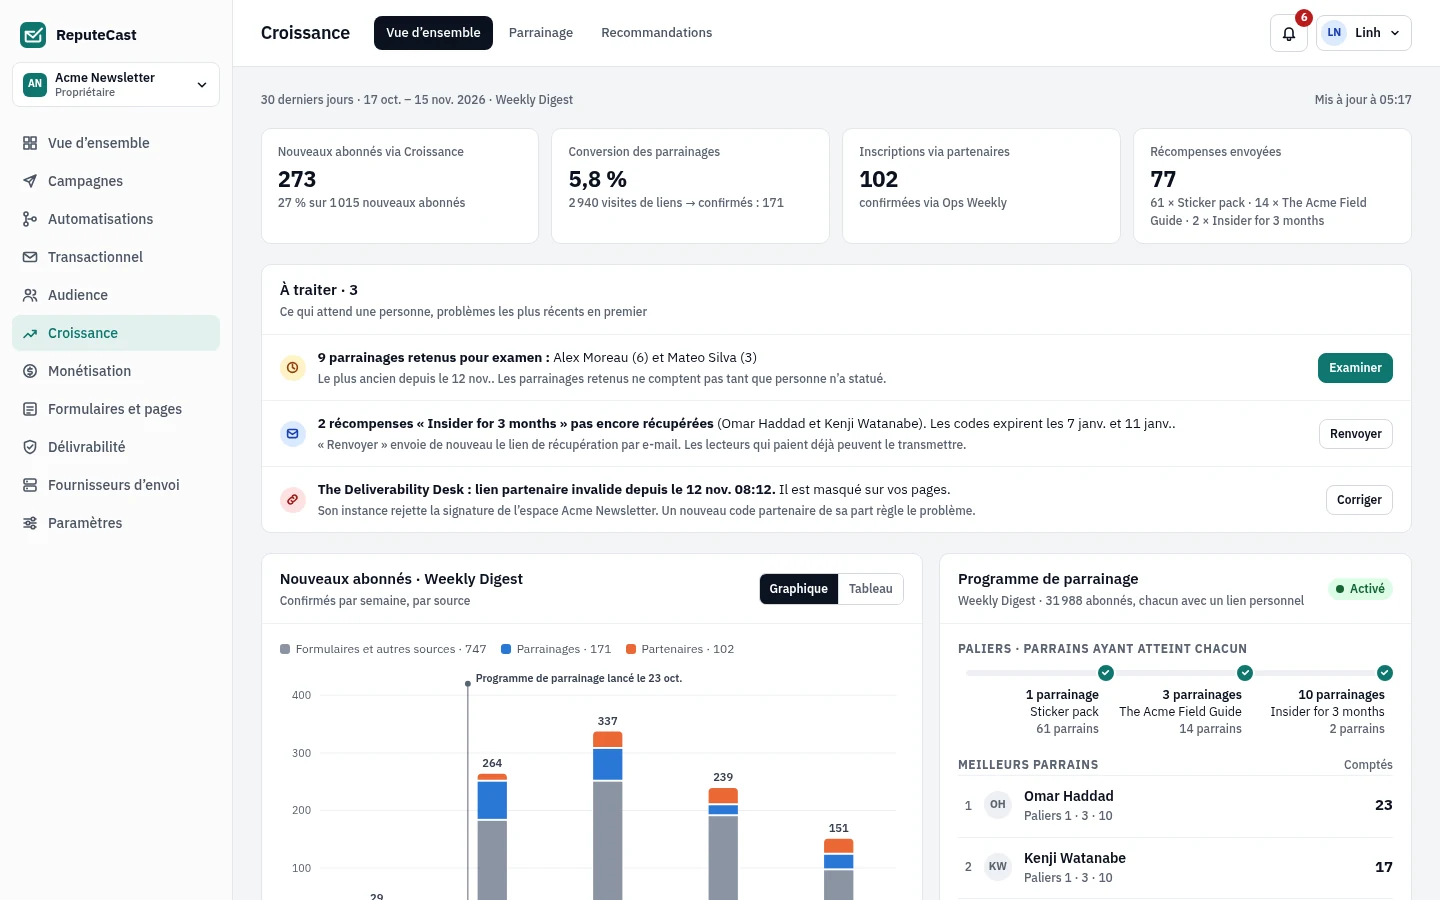 ReputeCast
AN
Acme Newsletter
Propriétaire
Vue d’ensemble
Campagnes
Automatisations
Transactionnel
Audience
Croissance
Monétisation
Formulaires et pages
Délivrabilité
Fournisseurs d’envoi
Paramètres
Croissance
Vue d’ensemble
Parrainage
Recommandations
6
LN
Linh
30 derniers jours · 17 oct. – 15 nov. 2026 · Weekly Digest
Mis à jour à 05:17
Nouveaux abonnés via Croissance
273
27 % sur 1 015 nouveaux abonnés
Conversion des parrainages
5,8 %
2 940 visites de liens → confirmés : 171
Inscriptions via partenaires
102
confirmées via Ops Weekly
Récompenses envoyées
77
61 × Sticker pack · 14 × The Acme Field
Guide · 2 × Insider for 3 months
À traiter · 3
Ce qui attend une personne, problèmes les plus récents en premier
9 parrainages retenus pour examen : Alex Moreau (6) et Mateo Silva (3)
Le plus ancien depuis le 12 nov.. Les parrainages retenus ne comptent pas tant que personne n’a statué.
Examiner
2 récompenses « Insider for 3 months » pas encore récupérées (Omar Haddad et Kenji Watanabe). Les codes expirent les 7 janv. et 11 janv..
« Renvoyer » envoie de nouveau le lien de récupération par e-mail. Les lecteurs qui paient déjà peuvent le transmettre.
Renvoyer
The Deliverability Desk : lien partenaire invalide depuis le 12 nov. 08:12. Il est masqué sur vos pages.
Son instance rejette la signature de l’espace Acme Newsletter. Un nouveau code partenaire de sa part règle le problème.
Corriger
Nouveaux abonnés · Weekly Digest
Confirmés par semaine, par source
Graphique
Tableau
Formulaires et autres sources · 747
Parrainages · 171
Partenaires · 102
Programme de parrainage lancé le 23 oct.
400
300
200
100
29
264
337
239
151
Programme de parrainage
Weekly Digest · 31 988 abonnés, chacun avec un lien personnel
Activé
PALIERS · PARRAINS AYANT ATTEINT CHACUN
1 parrainage
Sticker pack
61 parrains
3 parrainages
The Acme Field Guide
14 parrains
10 parrainages
Insider for 3 months
2 parrains
MEILLEURS PARRAINS
Comptés
1
OH
Omar Haddad
Paliers 1 · 3 · 10
23
2
KW
Kenji Watanabe
Paliers 1 · 3 · 10
17